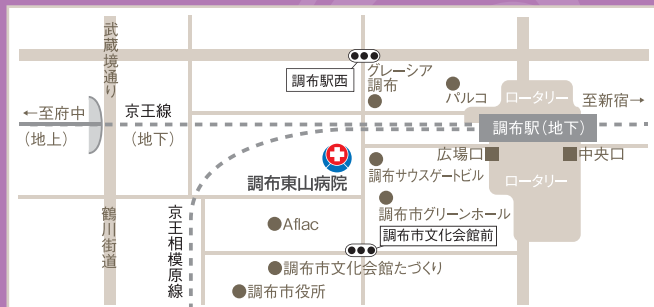 武蔵境通り
調布駅西
グレーシア
調布
パルコ
ロータリー
至新宿→
←至府中
(地上)
京王線
(地下)
調布駅(地下)
広場口
中央口
調布東山病院
調布サウスゲートビル
ロータリー
鶴川街道
京王相模原線
調布市グリーンホール
Aflac
調布市文化会館前
調布市文化会館たづくり
調布市役所